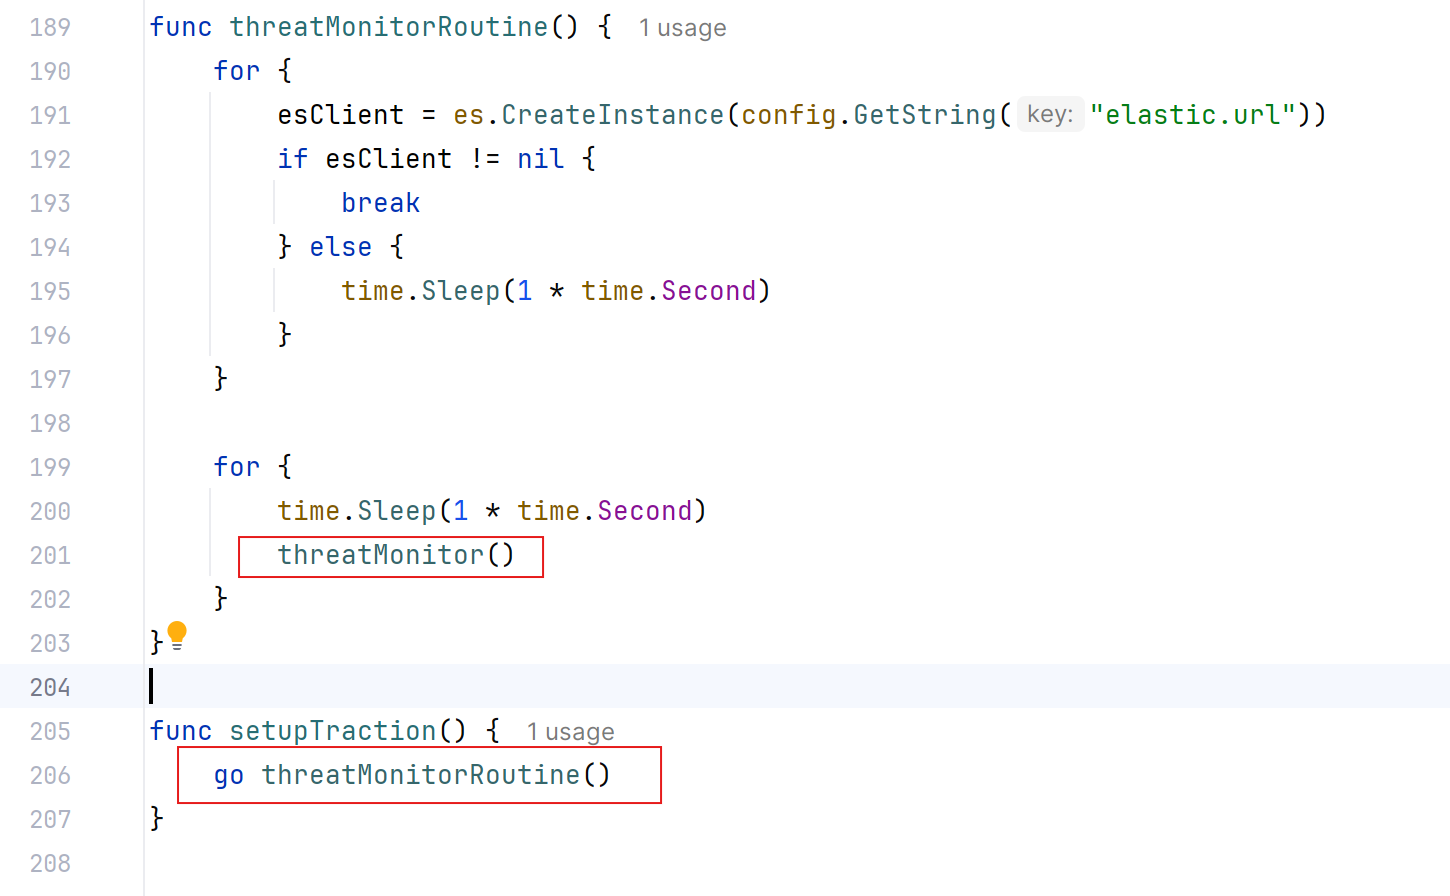 189 func threatMonitorRoutine() { 1 usage
190 for {
191 esClient = es.CreateInstance(config.GetString( key: "elastic.url"))
192 if esClient != nil {
193 break
194 } else {
195 time.Sleep(1 * time.Second)
196 }
197 }
198
199 for {
200 time.Sleep(1 * time.Second)
201 threatMonitor()
202 }
203 }
204
205 func setupTraction() { 1 usage
206 go threatMonitorRoutine()
207 }
208